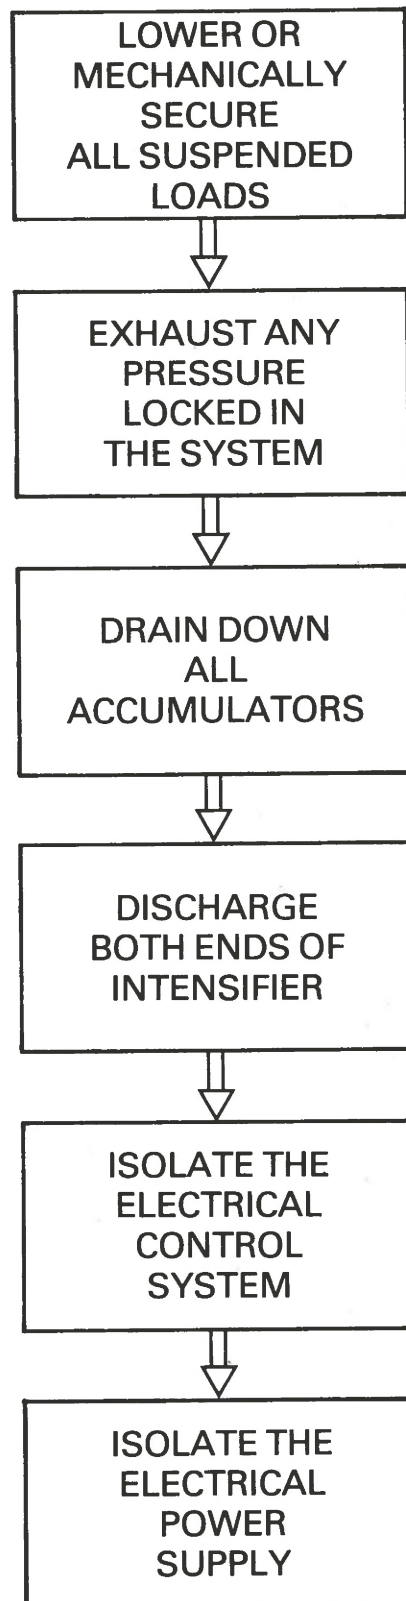 LOWER OR
MECHANICALLY
SECURE
ALL SUSPENDED
LOADS
EXHAUST ANY
PRESSURE
LOCKED IN
THE SYSTEM
DRAIN DOWN
ALL
ACCUMULATORS
DISCHARGE
BOTH ENDS OF
INTENSIFIER
ISOLATE THE
ELECTRICAL
CONTROL
SYSTEM
ISOLATE THE
ELECTRICAL
POWER
SUPPLY